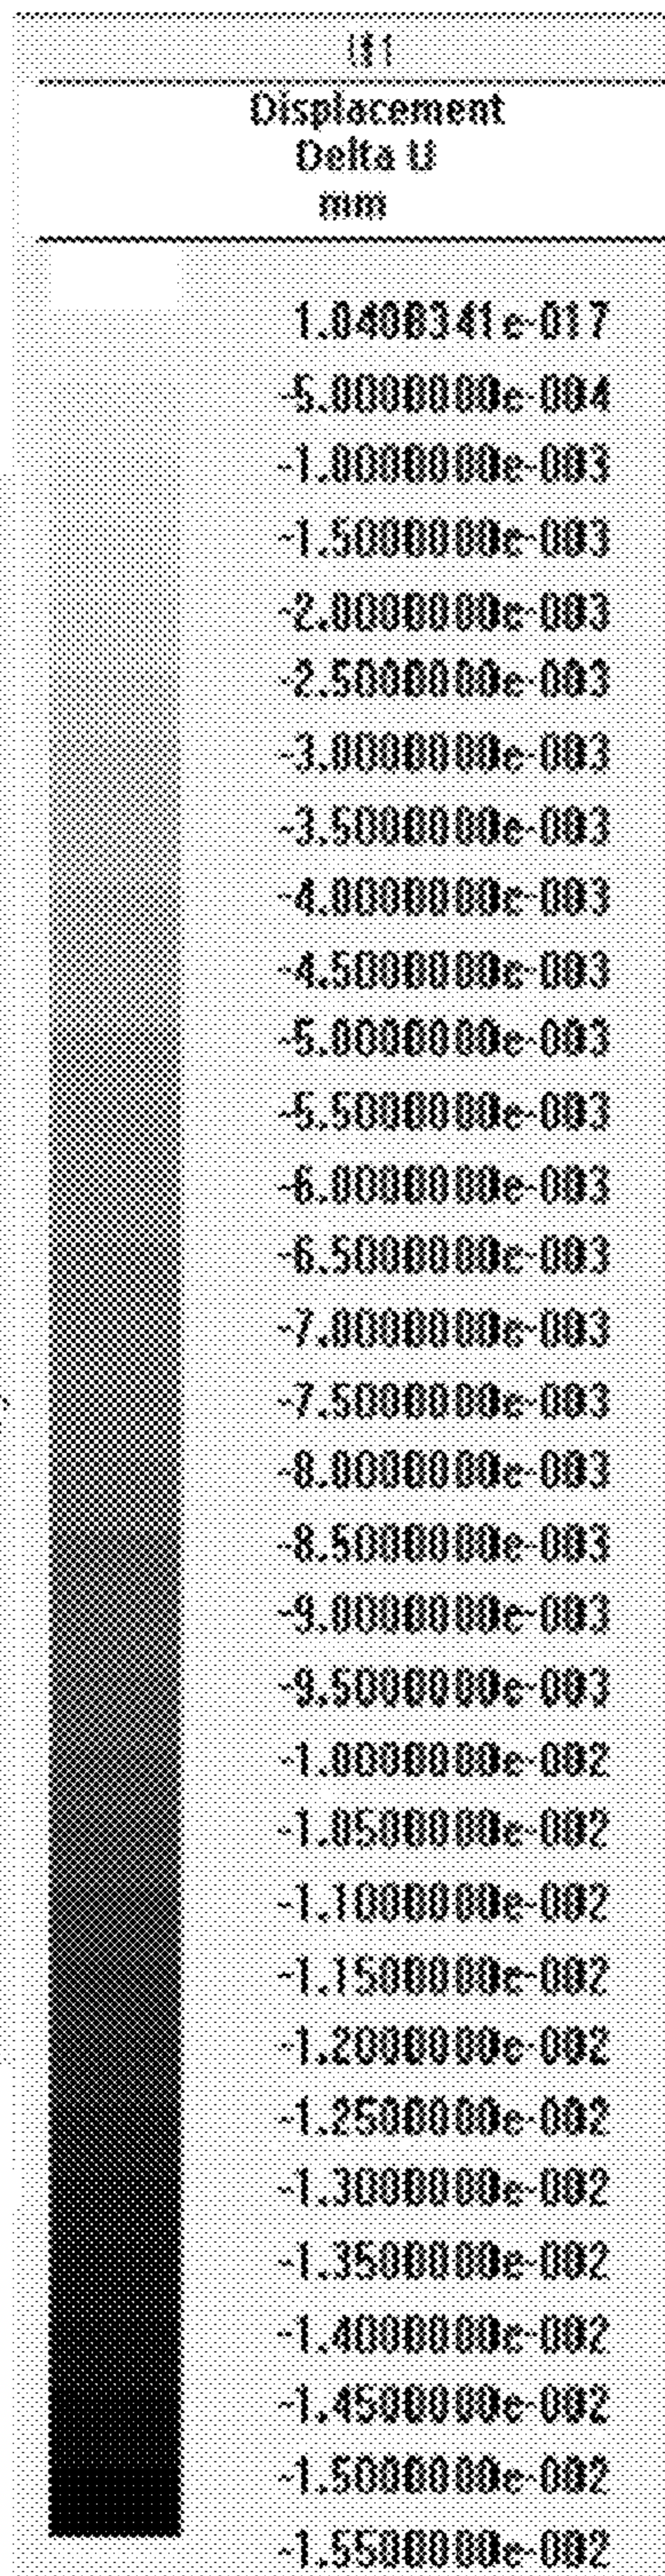 Displacement
Delta U
mm
1.0408341e-017
-5.0000000e-004
-1.0000000e-003
-1.5000000e-003
-2.0000000e-003
-2.5000000e-003
-3.0000000e-003
-3.5000000e-003
-4.0000000e-003
-4.5000000e-003
-5.0000000e-003
-5.5000000e-003
-6.0000000e-003
-6.5000000e-003
-7.0000000e-003
-7.5000000e-003
-8.0000000e-003
-8.5000000e-003
-9.0000000e-003
-9.5000000e-003
-1.0000000e-002
-1.0500000e-002
-1.1000000e-002
-1.1500000e-002
-1.2000000e-002
-1.2500000e-002
-1.3000000e-002
-1.3500000e-002
-1.4000000e-002
-1.4500000e-002
-1.5000000e-002
-1.5500000e-002